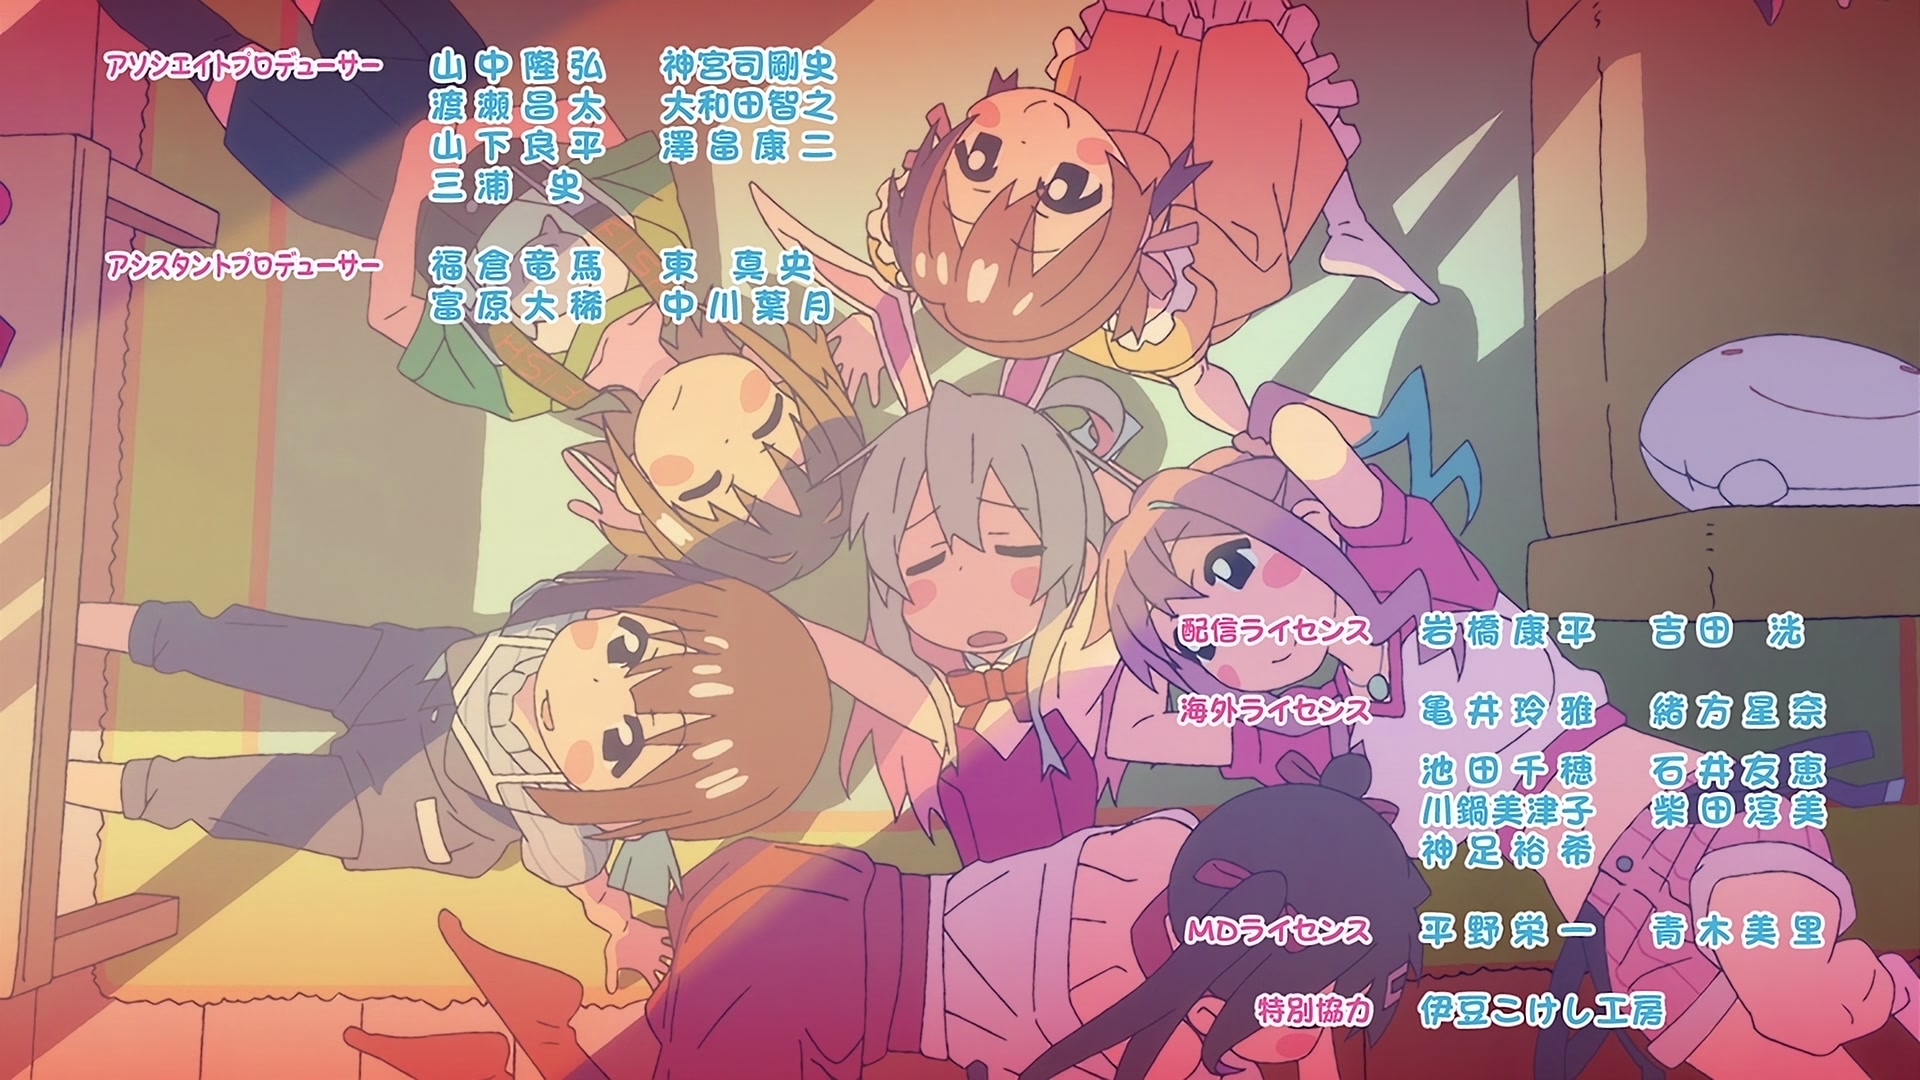 アソシエイトプロデューサー 山中隆弘 神宮司剛史
渡瀬昌太 大和田智之
山下良平 澤畠康二
三浦 史
アシスタントプロデューサー 福倉竜馬 東 真央
富原大稀 中川葉月
FISH
FISH
配信ライセンス 岩橋康平 吉田 洸
海外ライセンス 亀井玲雅 緒方星奈
池田千穂 石井友恵
川鍋美津子 柴田淳美
神足裕希
MDライセンス 平野栄一 青木美里
特別協力 伊豆こけし工房